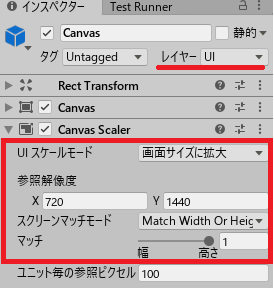 インスペクター
Test Runner
Canvas
静的
タグ Untagged レイヤー UI
Rect Transform
Canvas
Canvas Scaler
UI スケールモード 画面サイズに拡大
参照解像度
X 720 Y 1440
スクリーンマッチモード Match Width Or Heig
マッチ 1
幅 高さ
ユニット毎の参照ピクセル 100